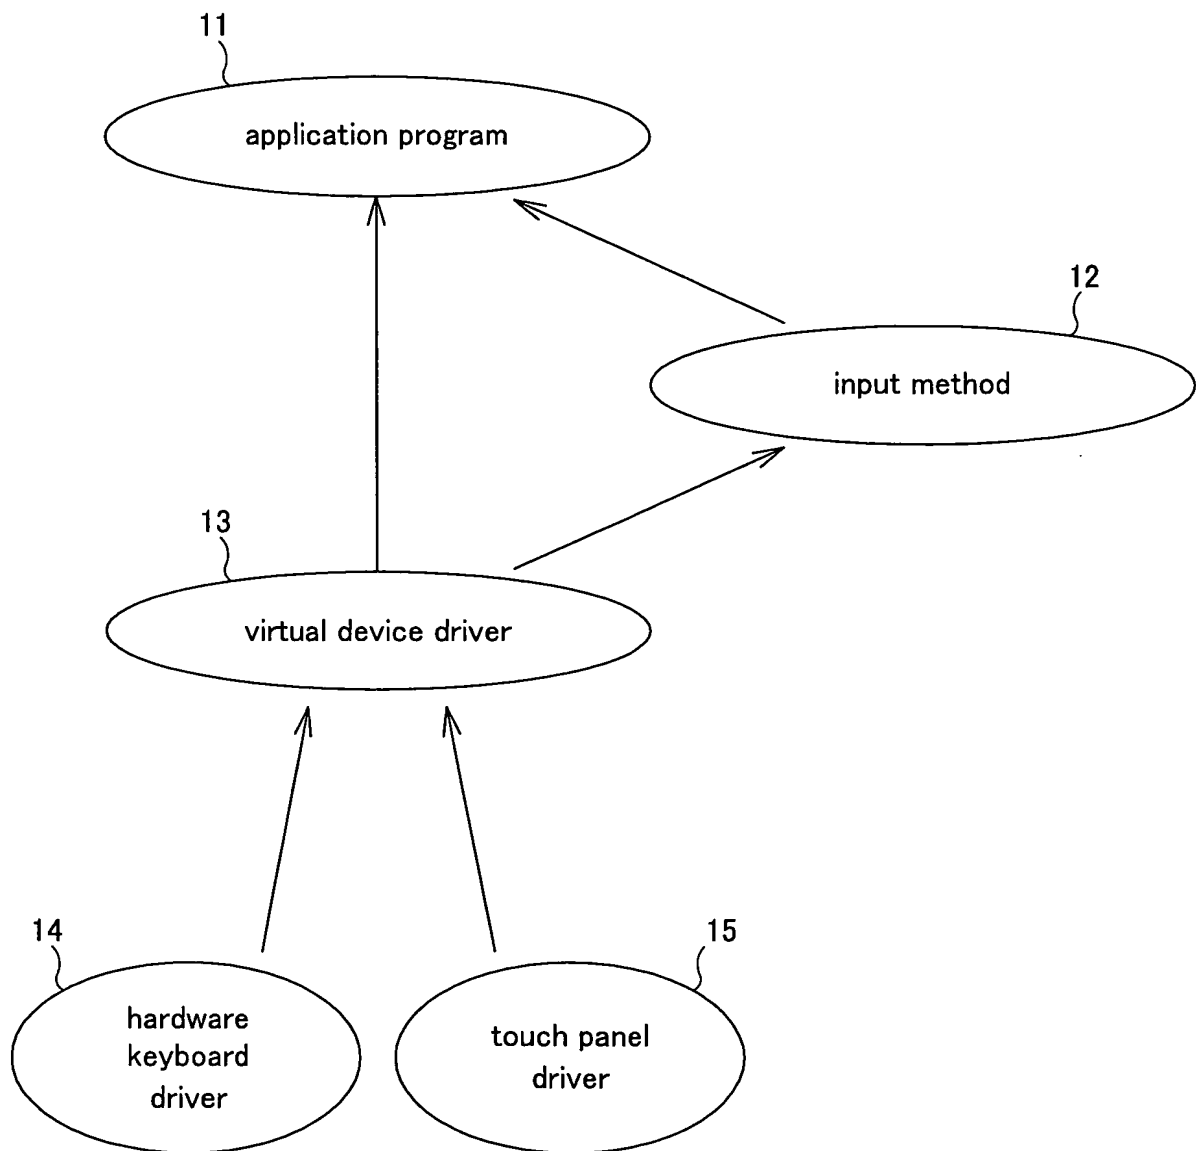 11
application program
12
input method
13
virtual device driver
14
hardware
keyboard
driver
15
touch panel
driver